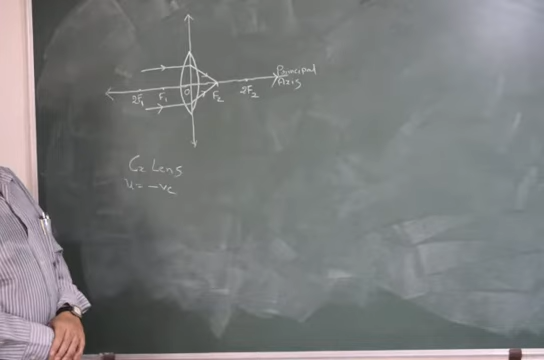 Principal
Axis
2F₁ F₁ O F₂ 2F₂
Cx Lens
u = -ve